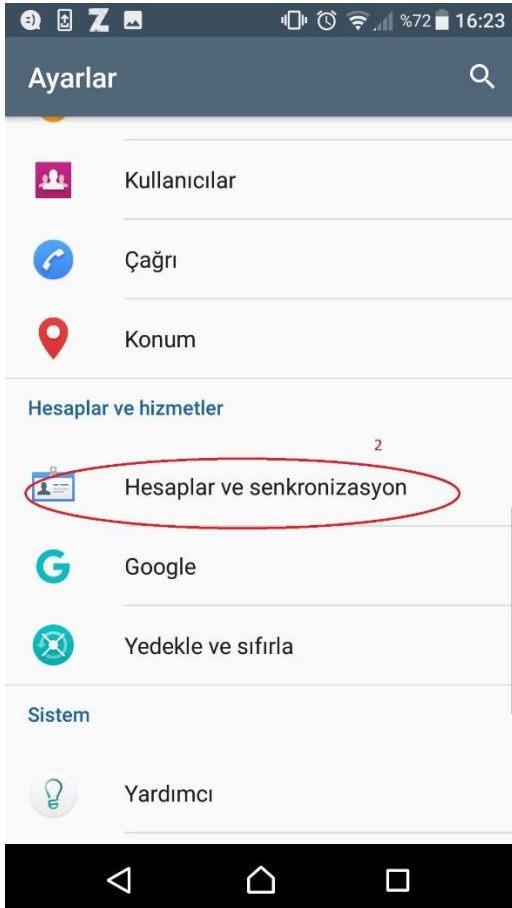 %72 16:23
Ayarlar
Kullanıcılar
Çağrı
Konum
Hesaplar ve hizmetler
2
Hesaplar ve senkronizasyon
Google
Yedekle ve sıfırla
Sistem
Yardımcı